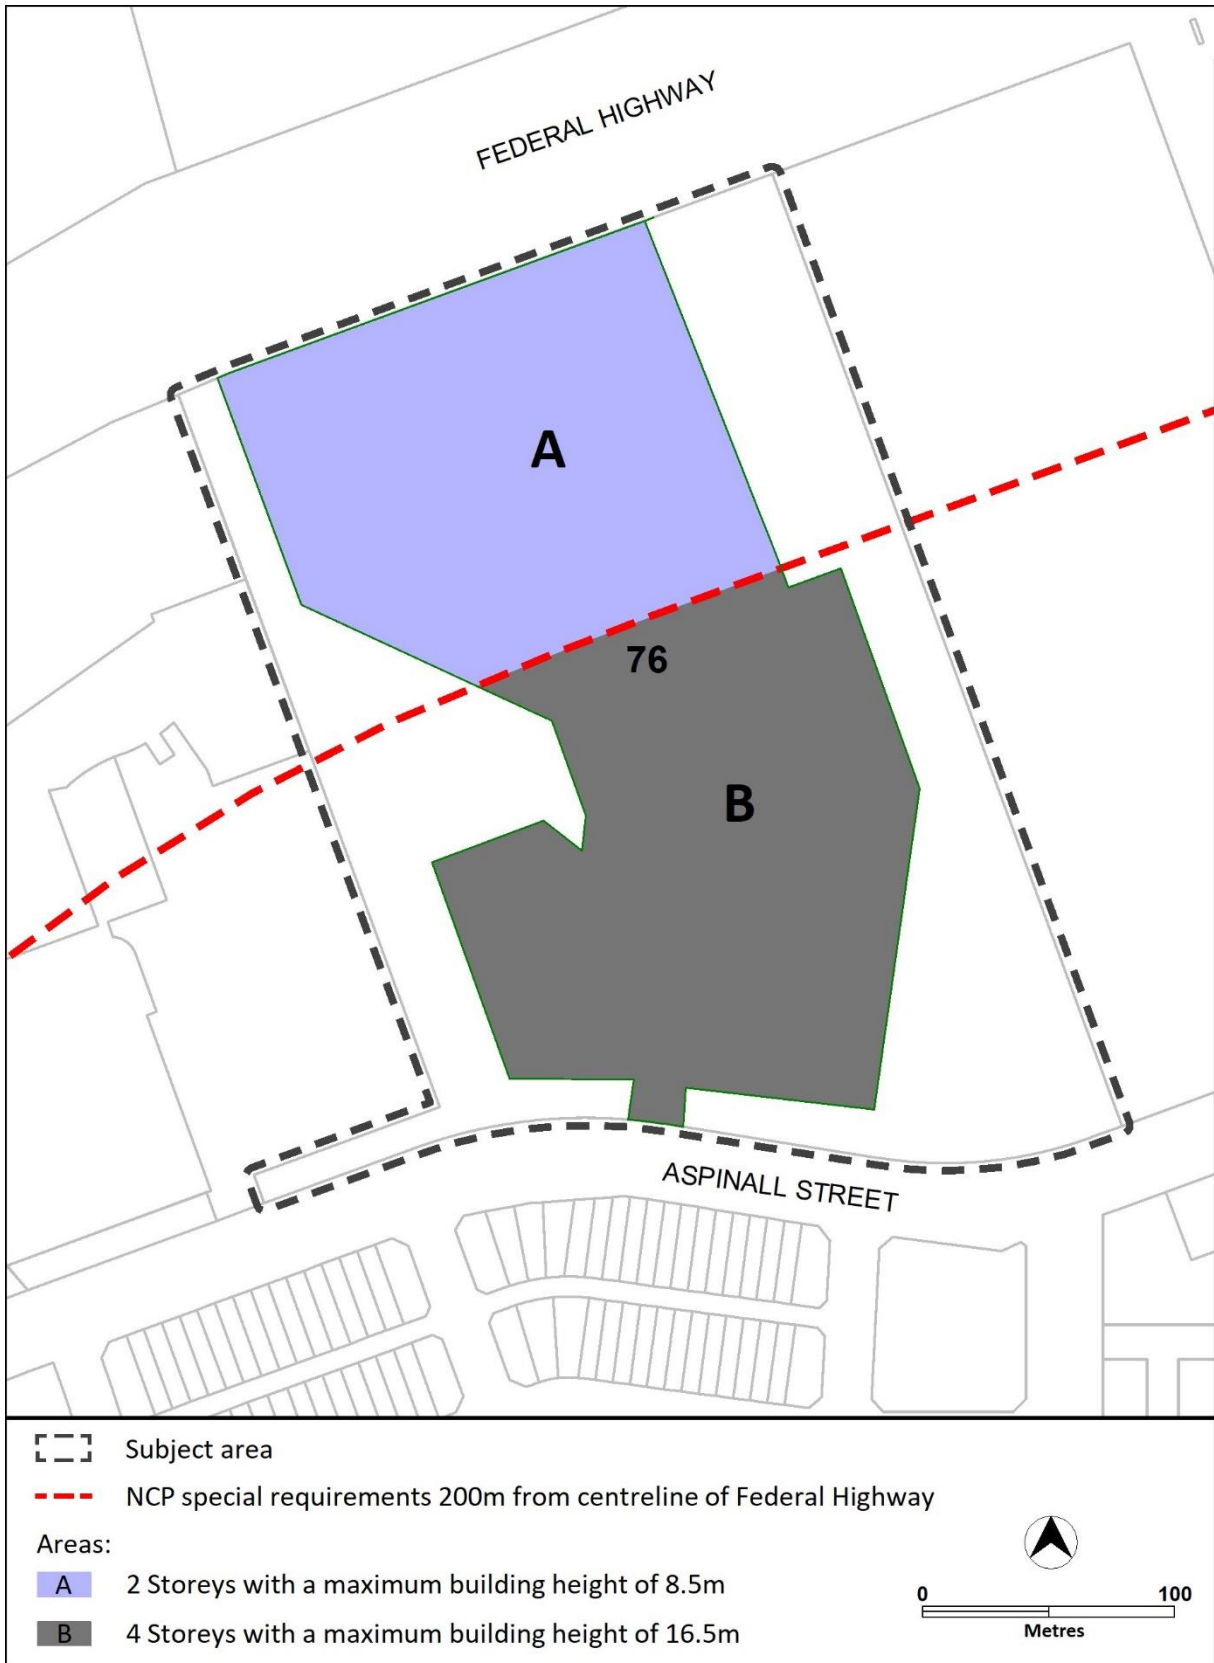 FEDERAL HIGHWAY
A
76
B
ASPINALL STREET
Subject area
NCP special requirements 200m from centreline of Federal Highway
Areas:
A 2 Storeys with a maximum building height of 8.5m
B 4 Storeys with a maximum building height of 16.5m
0 100
Metres